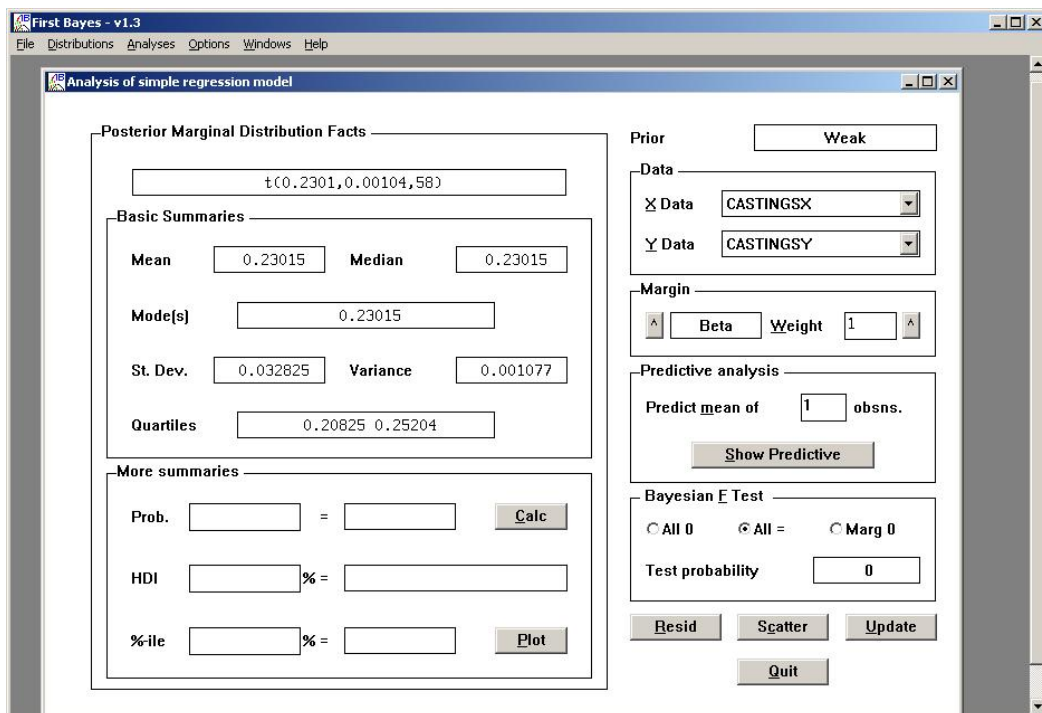 First Bayes - v1.3
File Distributions Analyses Options Windows Help
Analysis of simple regression model
Posterior Marginal Distribution Facts
t(0.2301,0.00104,58)
Basic Summaries
Mean 0.23015 Median 0.23015
Mode(s) 0.23015
St. Dev. 0.032825 Variance 0.001077
Quartiles 0.20825 0.25204
More summaries
Prob. = Calc
HDI % =
%-ile % = Plot
Prior Weak
Data
X Data CASTINGSX
Y Data CASTINGSY
Margin
^ Beta Weight 1 ^
Predictive analysis
Predict mean of 1 obsns.
Show Predictive
Bayesian F Test
All 0 All = Marg 0
Test probability 0
Resid Scatter Update
Quit